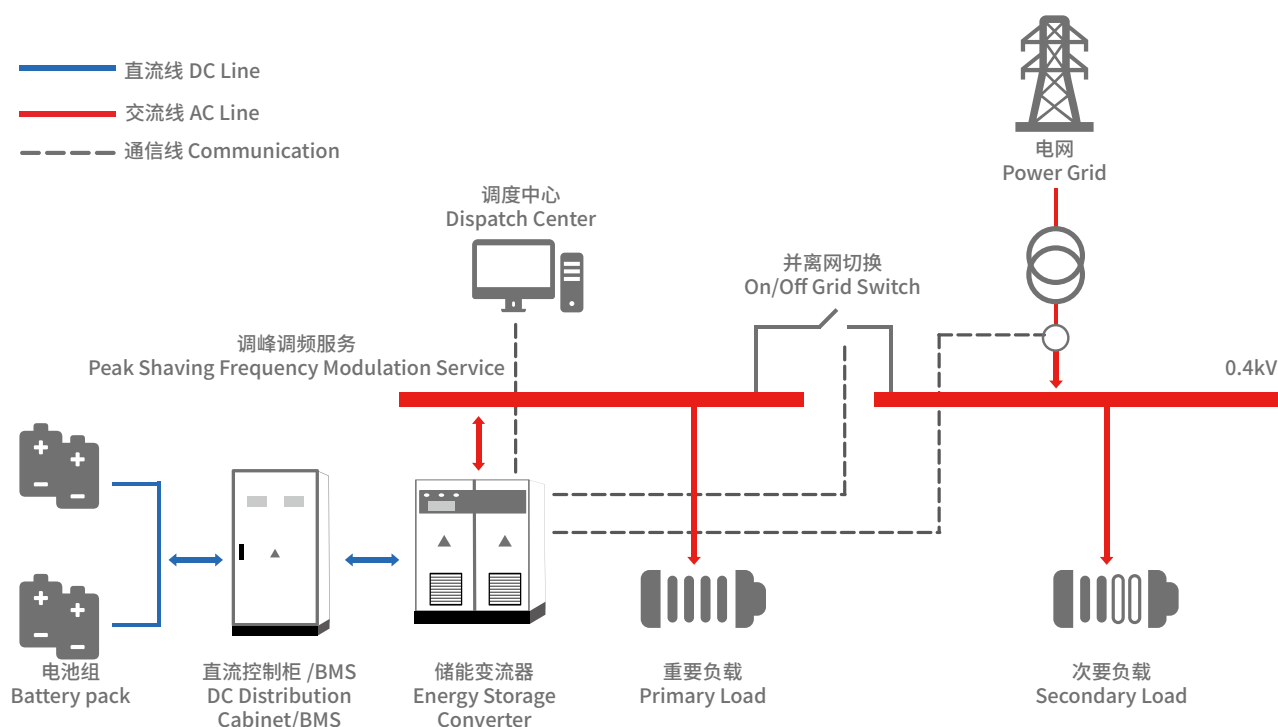 直流线 DC Line
交流线 AC Line
通信线 Communication
电网
Power Grid
调度中心
Dispatch Center
并离网切换
On/Off Grid Switch
调峰调频服务
Peak Shaving Frequency Modulation Service
0.4kV
电池组
Battery pack
直流控制柜 /BMS
DC Distribution
Cabinet/BMS
储能变流器
Energy Storage
Converter
重要负载
Primary Load
次要负载
Secondary Load